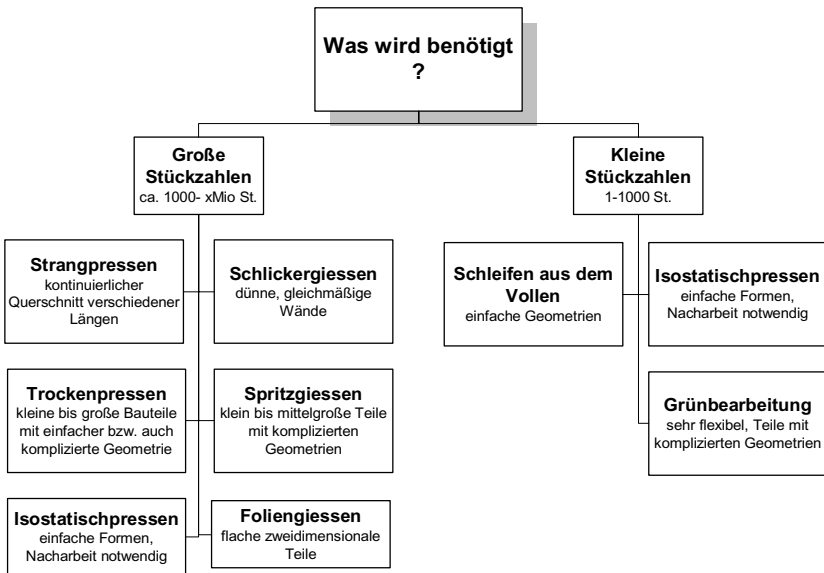 Was wird benötigt
?
Große
Stückzahlen
ca. 1000- xMio St.
Kleine
Stückzahlen
1-1000 St.
Strangpressen
kontinuierlicher
Querschnitt verschiedener
Längen
Schlickergiessen
dünne, gleichmäßige
Wände
Schleifen aus dem
Vollen
einfache Geometrien
Isostatischpressen
einfache Formen,
Nacharbeit notwendig
Trockenpressen
kleine bis große Bauteile
mit einfacher bzw. auch
komplizierte Geometrie
Spritzgiessen
klein bis mittelgroße Teile
mit komplizierten
Geometrien
Grünbearbeitung
sehr flexibel, Teile mit
komplizierten Geometrien
Isostatischpressen
einfache Formen,
Nacharbeit notwendig
Foliengiessen
flache zweidimensionale
Teile